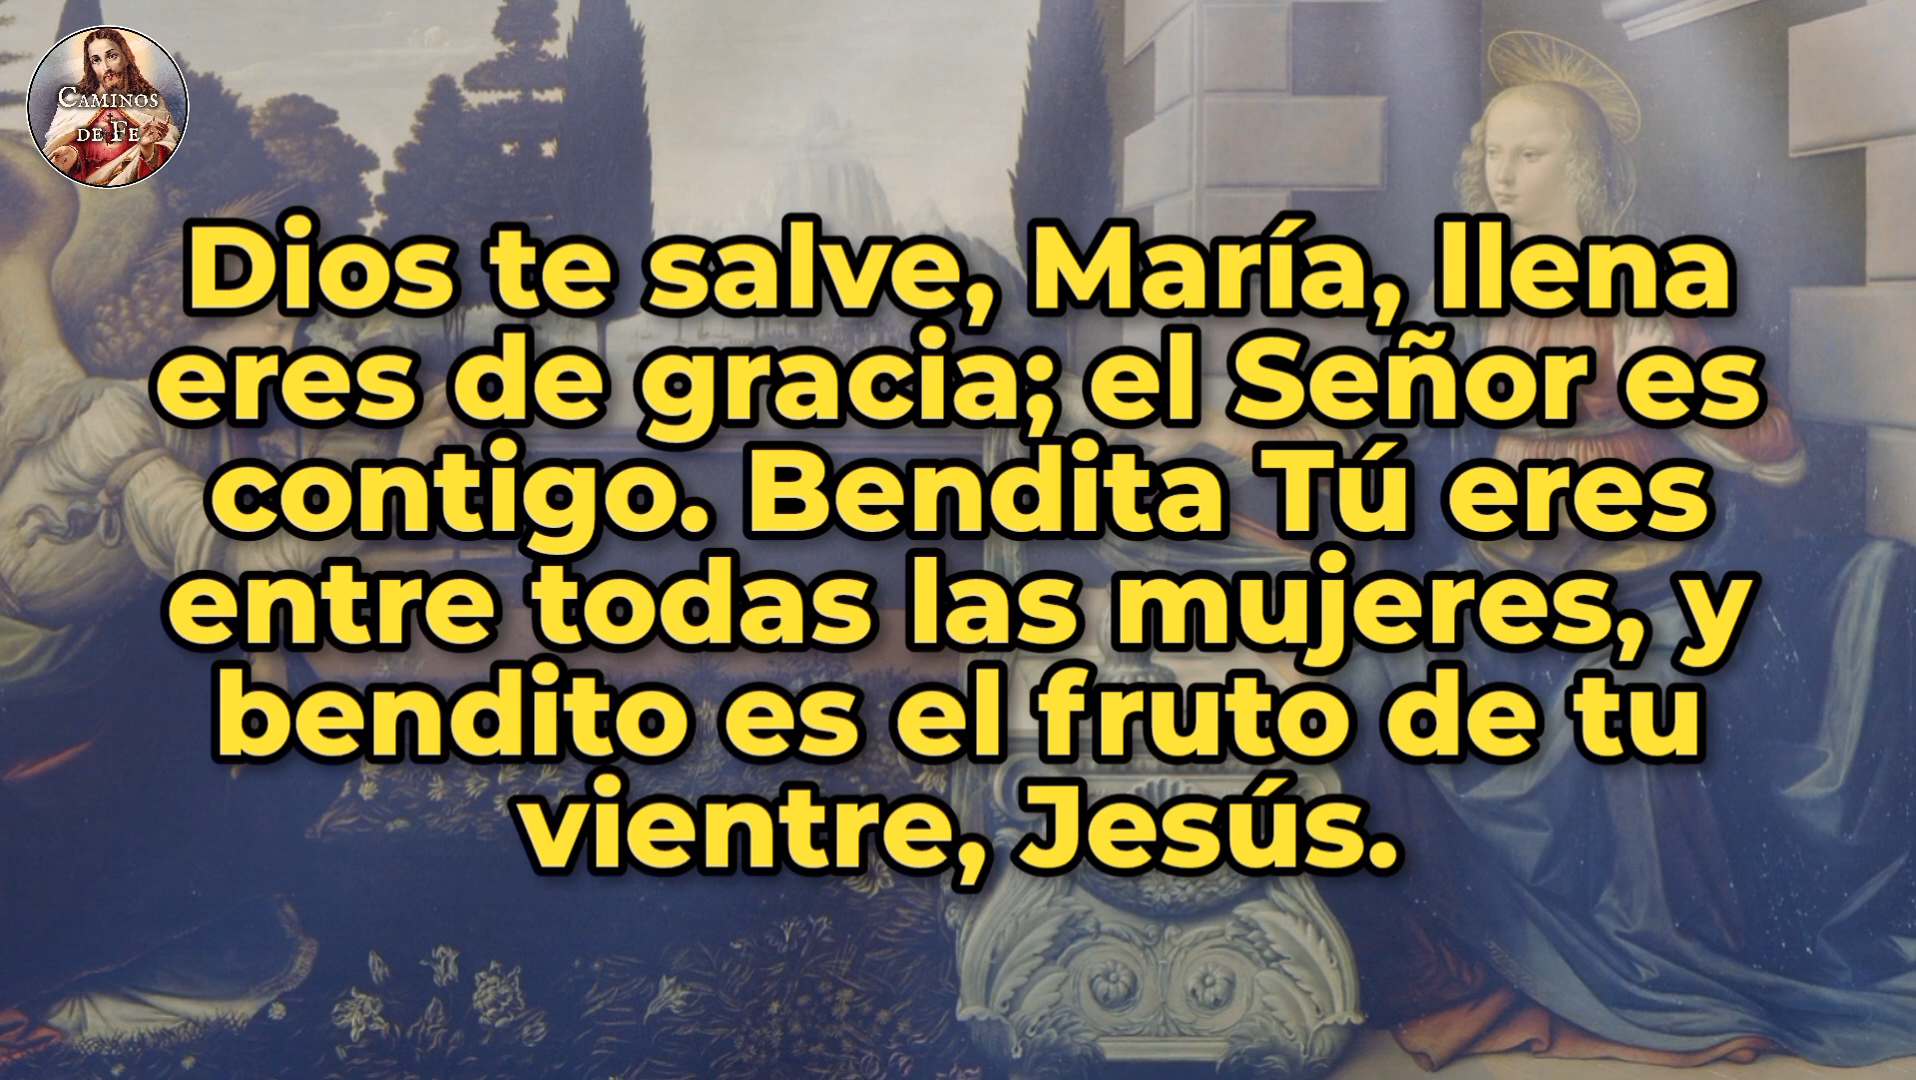 CAMINOS
DE FE
Dios te salve, María, llena
eres de gracia; el Señor es
contigo. Bendita Tú eres
entre todas las mujeres, y
bendito es el fruto de tu
vientre, Jesús.